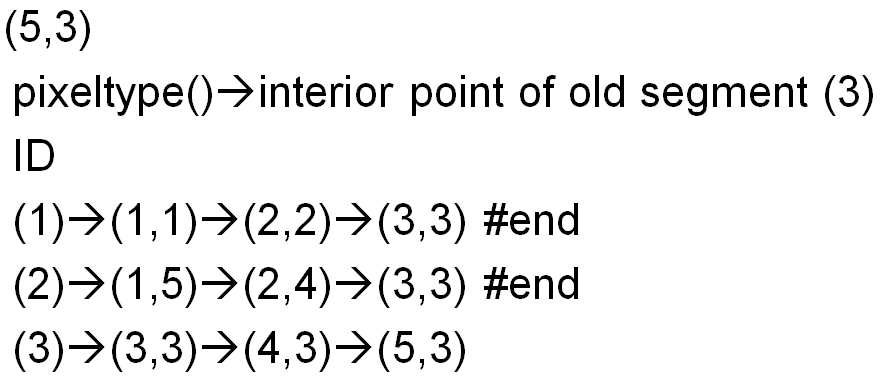 (5,3)
pixeltype()→interior point of old segment (3)
ID
(1)→(1,1)→(2,2)→(3,3) #end
(2)→(1,5)→(2,4)→(3,3) #end
(3)→(3,3)→(4,3)→(5,3)